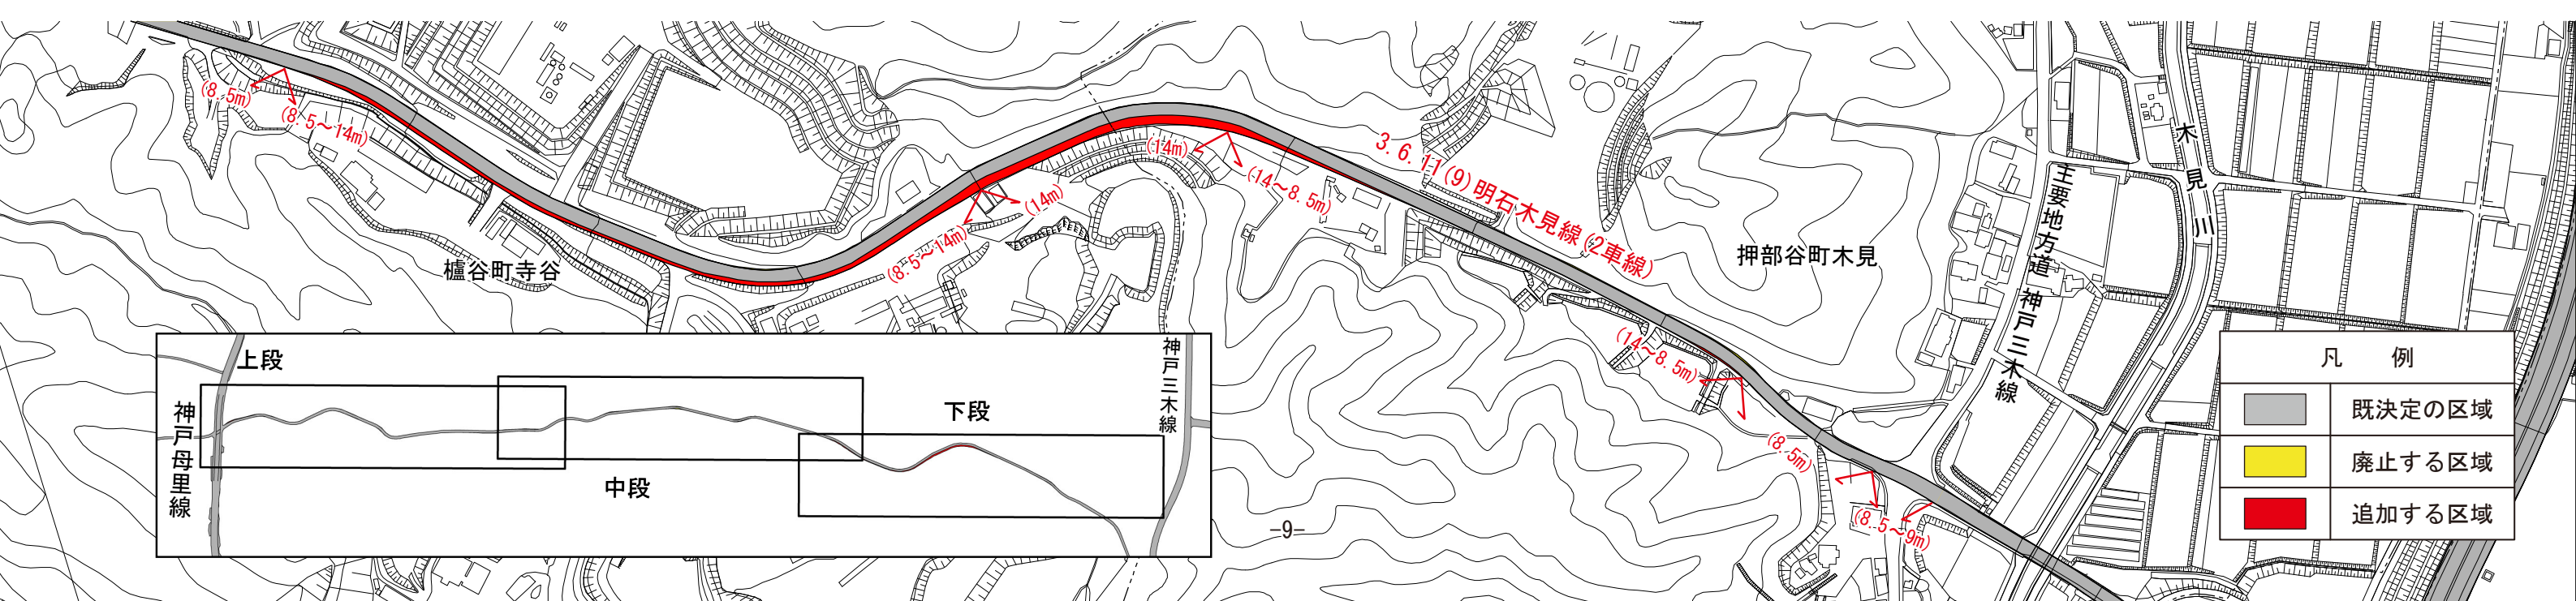 (8.5m)
(8.5～14m)
櫨谷町寺谷
(8.5～14m)
(14m)
(14m)
(14～8.5m)
3.6.11(9)明石木見線(2車線)
押部谷町木見
(14～8.5m)
(8.5m)
(8.5～9m)
主要地方道 神戸三木線
木見川
上段
中段
下段
神戸母里線
神戸三木線
-9-
凡 例
既決定の区域
廃止する区域
追加する区域